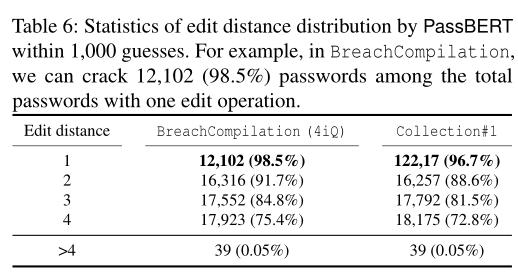 Table 6: Statistics of edit distance distribution by PassBERT
within 1,000 guesses. For example, in BreachCompilation,
we can crack 12,102 (98.5%) passwords among the total
passwords with one edit operation.
Edit distance BreachCompilation (4iQ) Collection#1
1 12,102 (98.5%) 122,17 (96.7%)
2 16,316 (91.7%) 16,257 (88.6%)
3 17,552 (84.8%) 17,792 (81.5%)
4 17,923 (75.4%) 18,175 (72.8%)
>4 39 (0.05%) 39 (0.05%)